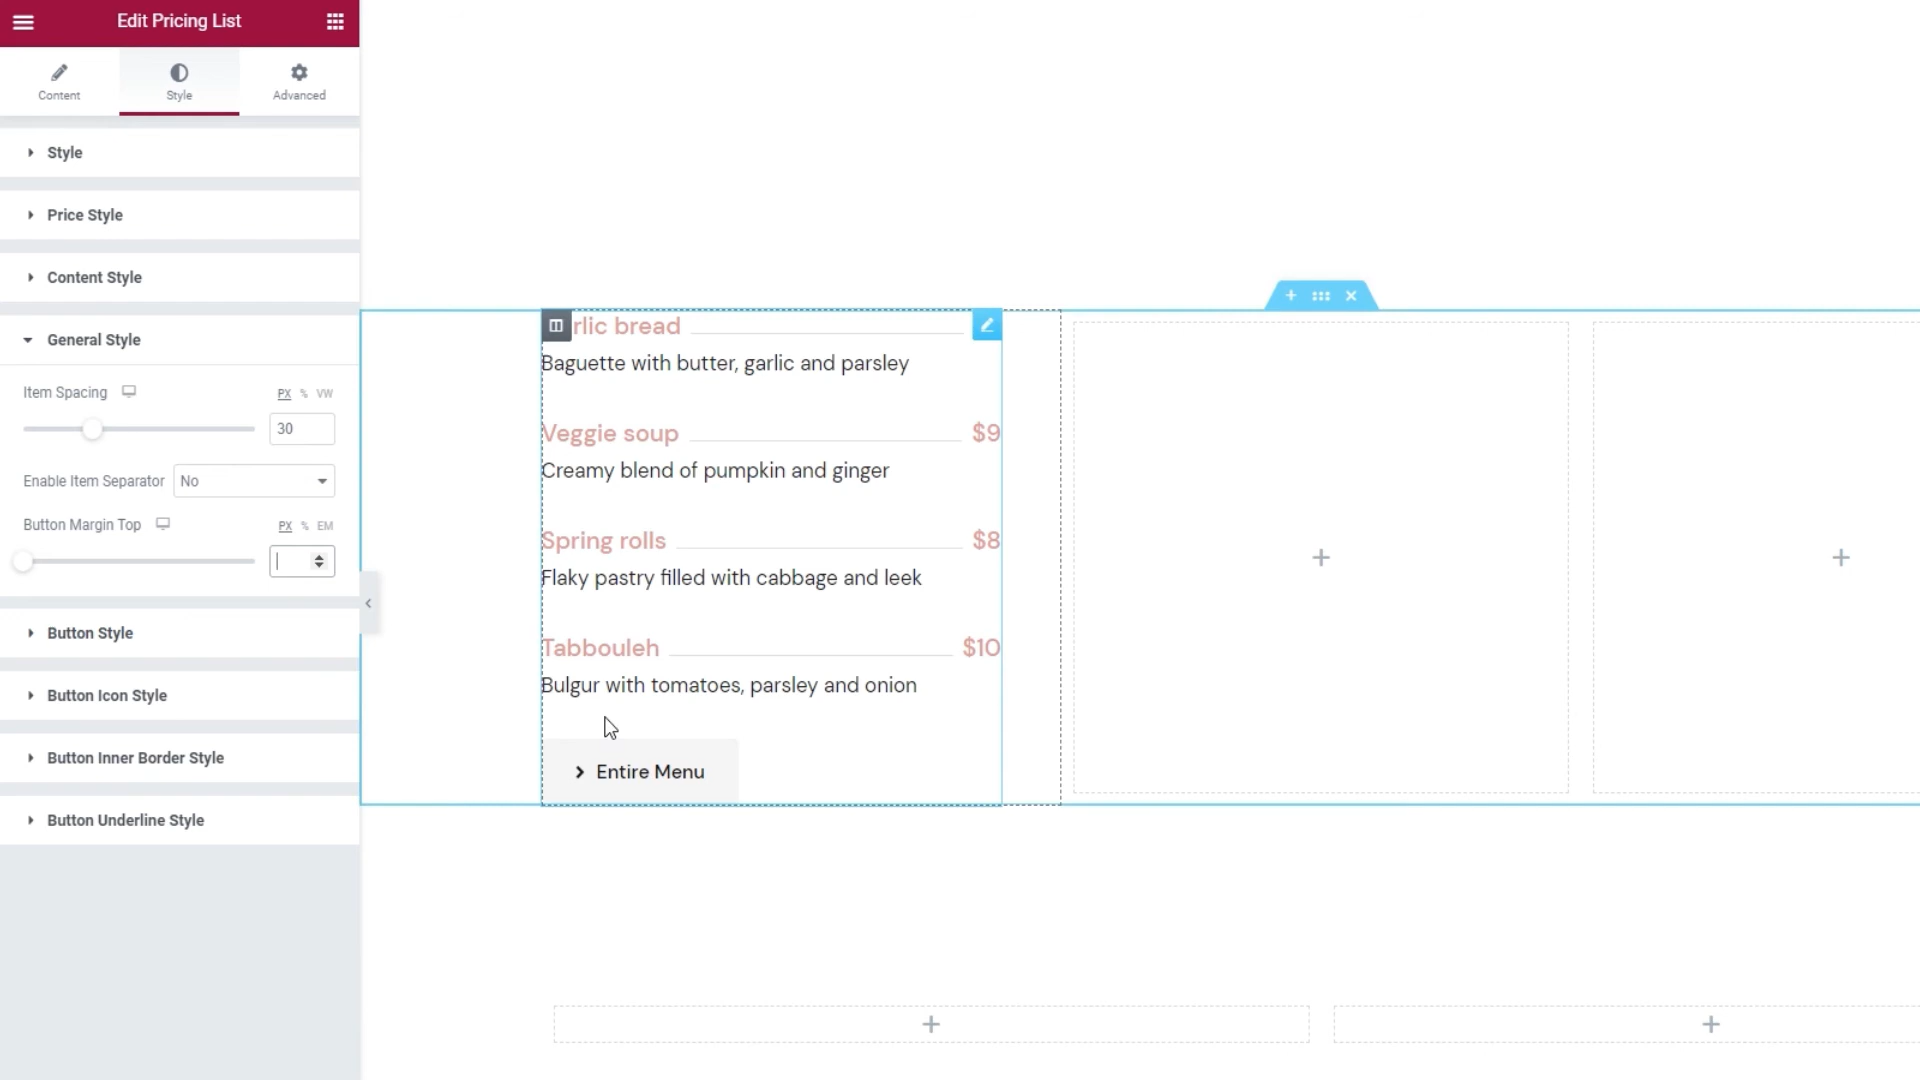 Edit Pricing List
Content
Style
Advanced
Style
Price Style
Content Style
General Style
Item Spacing
PX % VW
30
Enable Item Separator
No
Button Margin Top
PX % EM
Button Style
Button Icon Style
Button Inner Border Style
Button Underline Style
rlic bread
Baguette with butter, garlic and parsley
Veggie soup $9
Creamy blend of pumpkin and ginger
Spring rolls $8
Flaky pastry filled with cabbage and leek
Tabbouleh $10
Bulgur with tomatoes, parsley and onion
Entire Menu